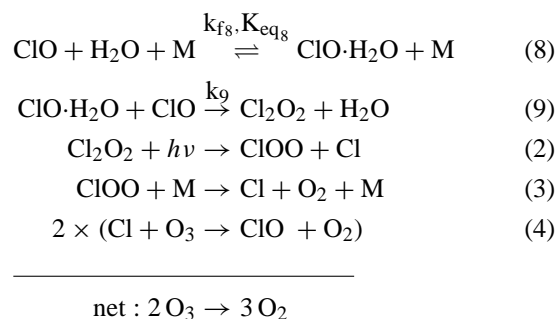 ClO + H₂O + M k_f8,K_eq8 ⇌ ClO·H₂O + M (8)
ClO·H₂O + ClO k₉ → Cl₂O₂ + H₂O (9)
Cl₂O₂ + hν → ClOO + Cl (2)
ClOO + M → Cl + O₂ + M (3)
2 × (Cl + O₃ → ClO + O₂) (4)
net : 2 O₃ → 3 O₂